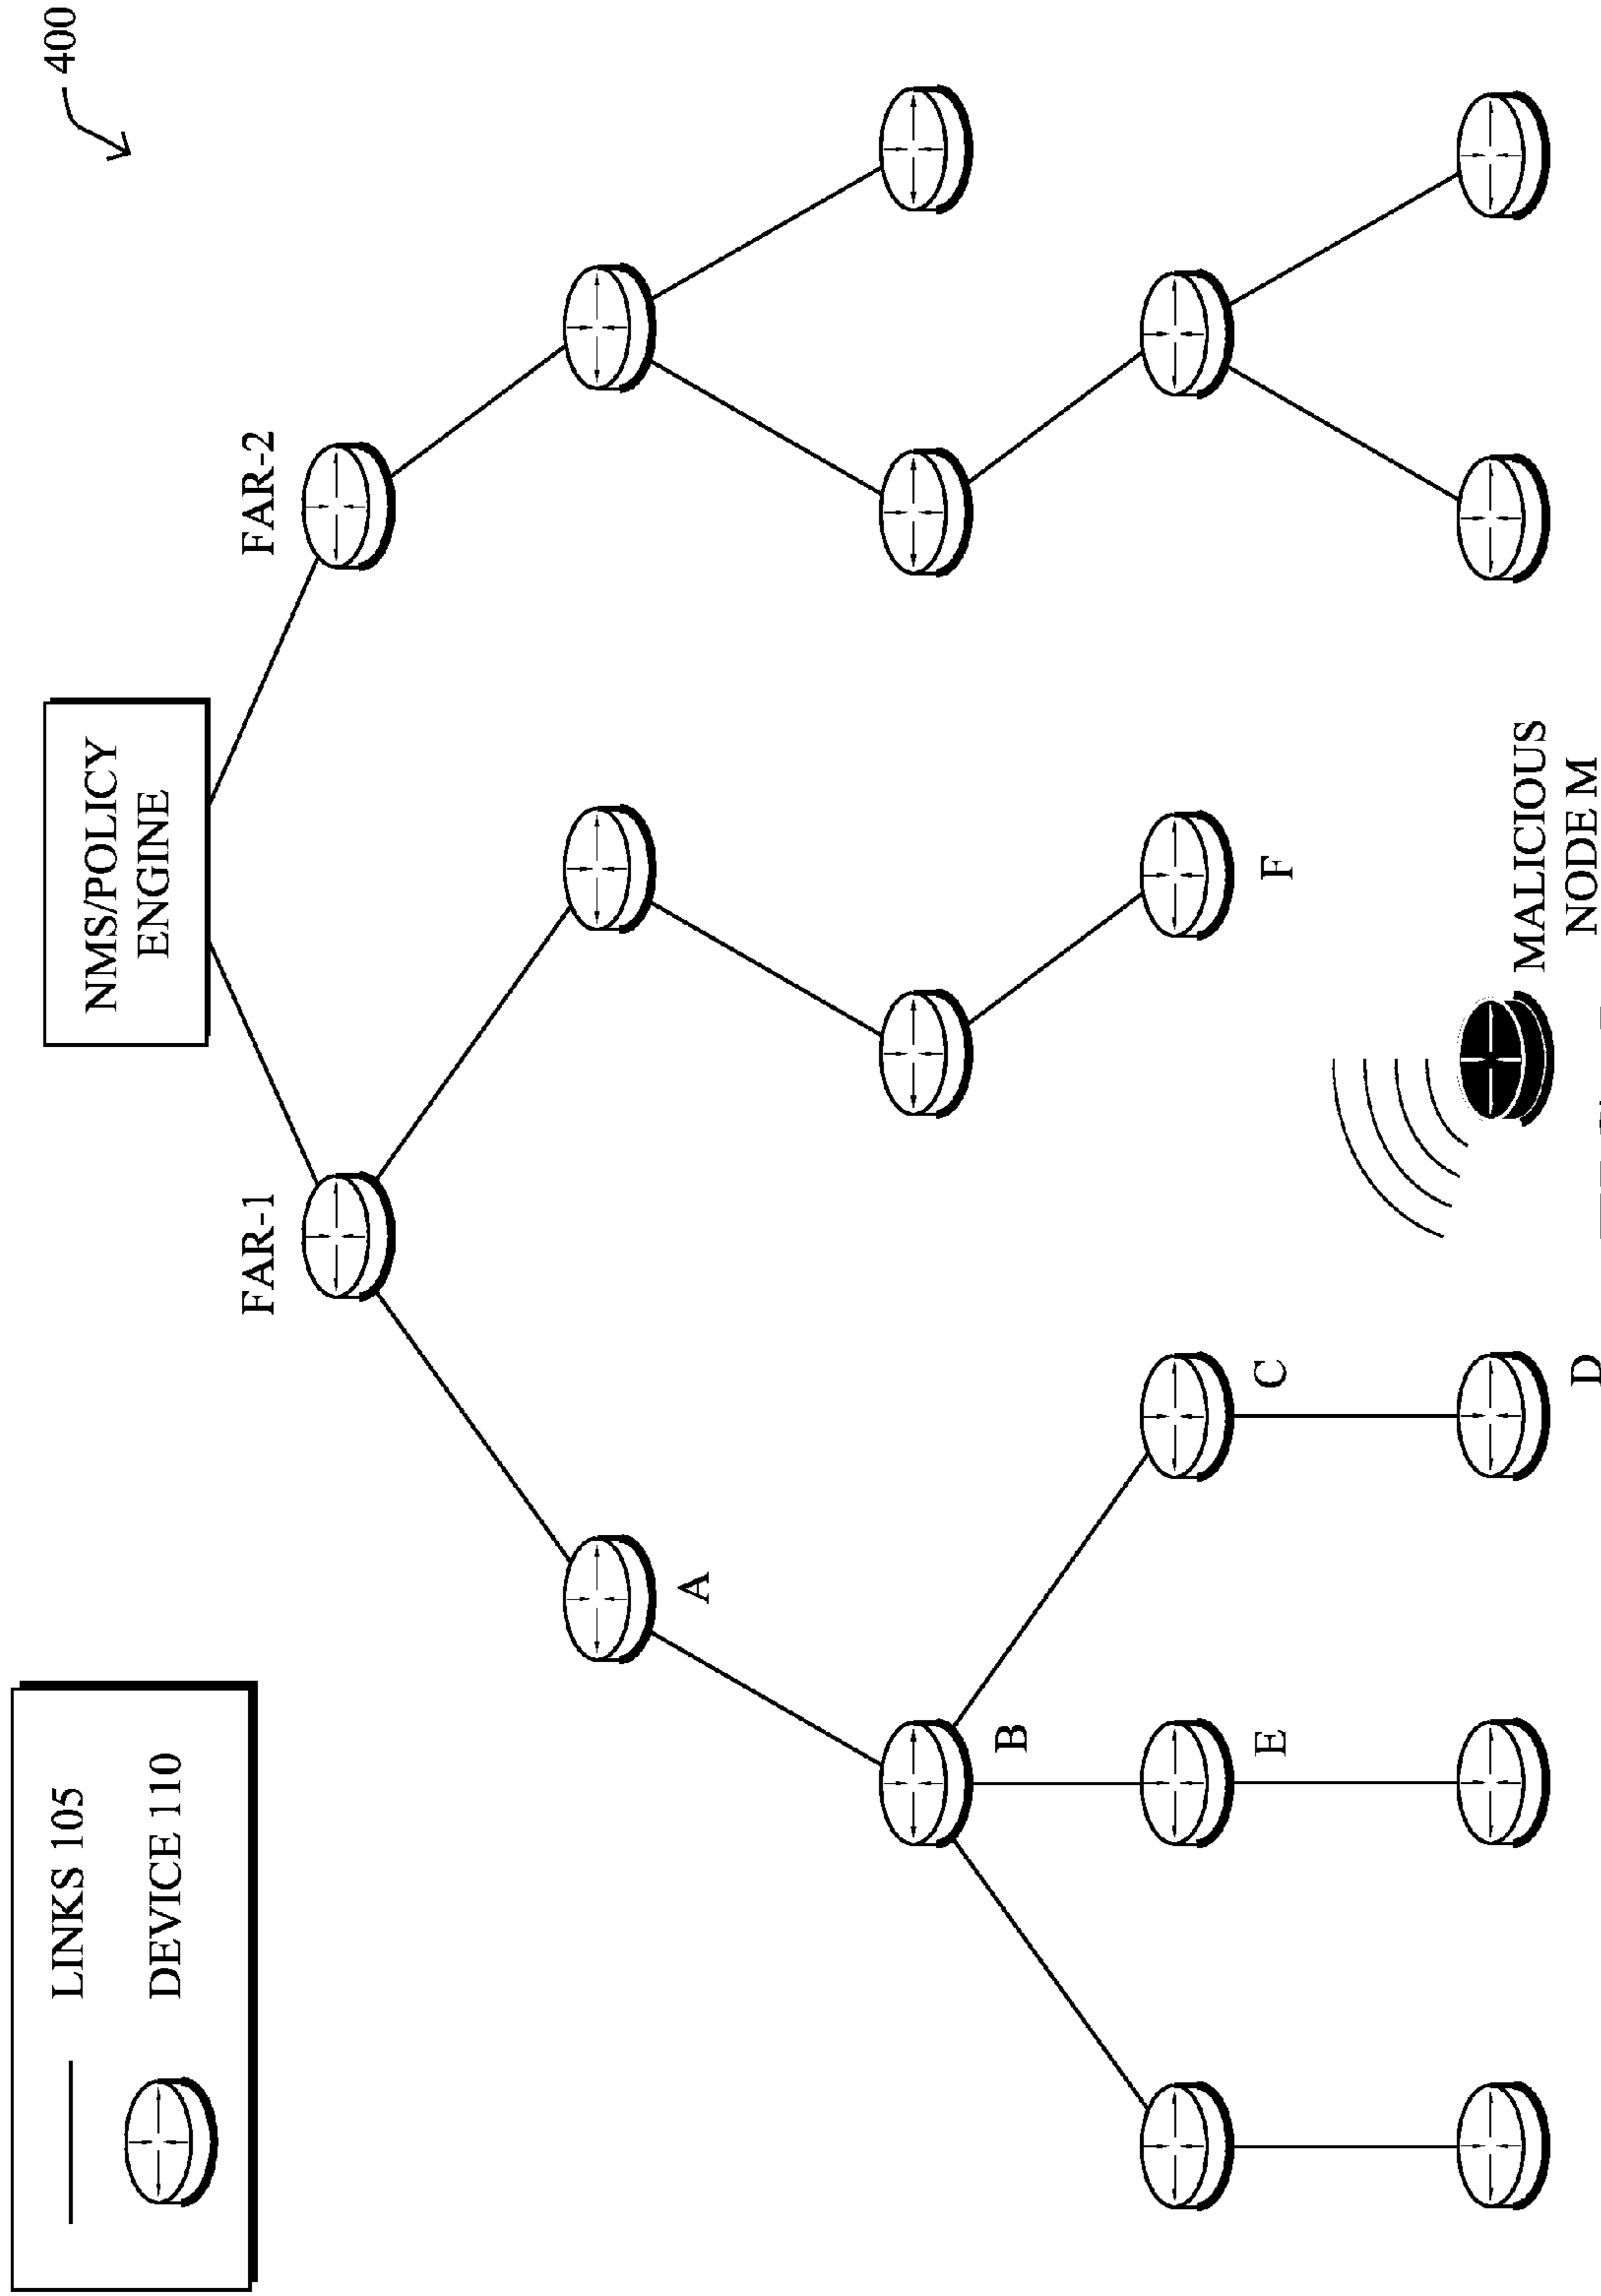 400
LINKS 105
DEVICE 110
NMS/POLICY
ENGINE
FAR-1
FAR-2
A
B
C
E
F
D
MALICIOUS
NODE M